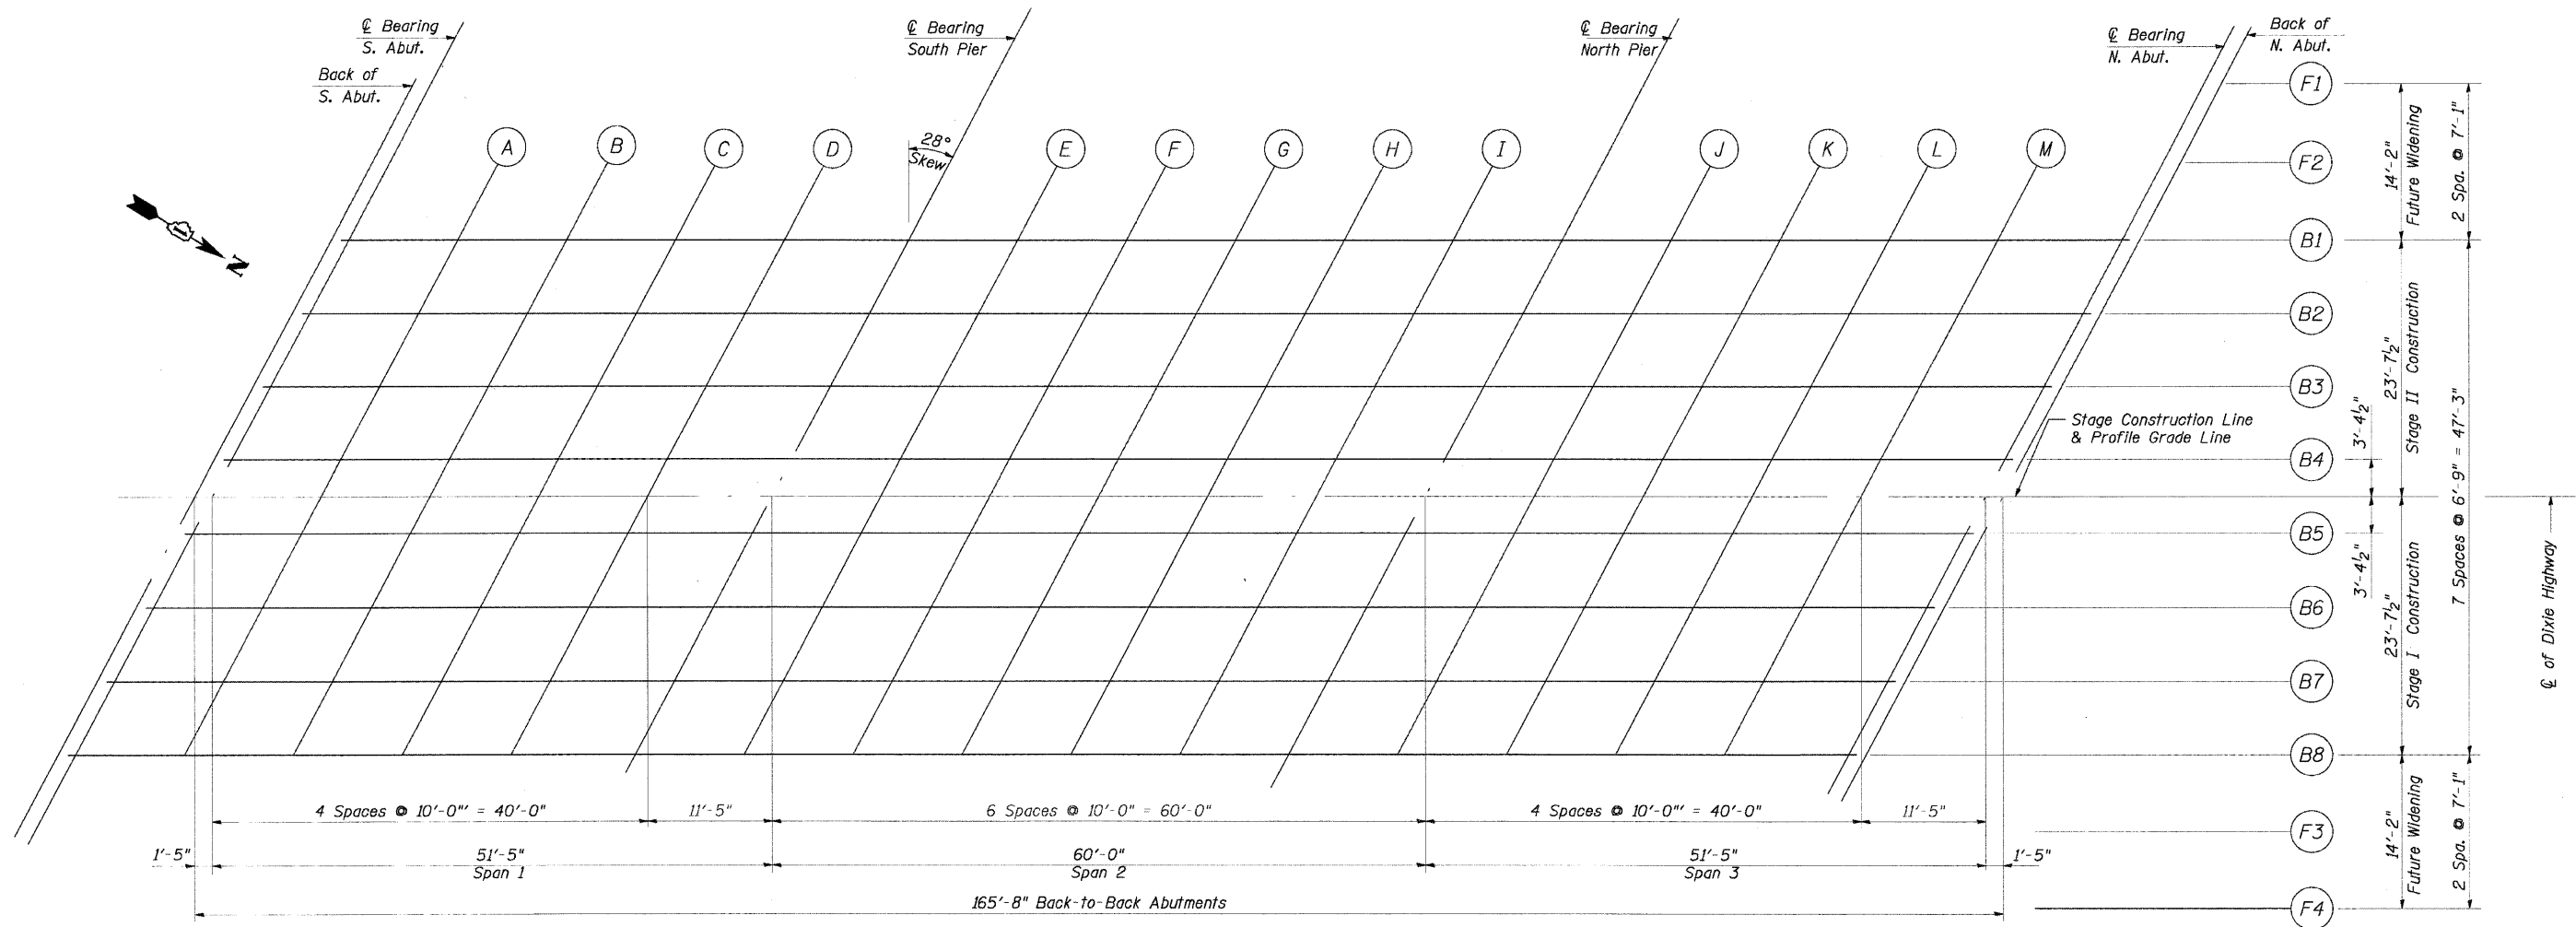 ℄ Bearing
S. Abut.
Back of
S. Abut.
℄ Bearing
South Pier
℄ Bearing
North Pier
℄ Bearing
N. Abut.
Back of
N. Abut.
A
B
C
D
28°
Skew
E
F
G
H
I
J
K
L
M
N
F1
F2
B1
B2
B3
B4
B5
B6
B7
B8
F3
F4
Stage Construction Line
& Profile Grade Line
3'-4½"
3'-4½"
14'-2"
Future Widening
23'-7½"
Stage II Construction
23'-7½"
Stage I Construction
14'-2"
Future Widening
2 Spa. @ 7'-1"
7 Spaces @ 6'-9" = 47'-3"
2 Spa. @ 7'-1"
℄ of Dixie Highway
4 Spaces @ 10'-0"' = 40'-0"
11'-5"
6 Spaces @ 10'-0" = 60'-0"
4 Spaces @ 10'-0"' = 40'-0"
11'-5"
1'-5"
51'-5"
Span 1
60'-0"
Span 2
51'-5"
Span 3
1'-5"
165'-8" Back-to-Back Abutments